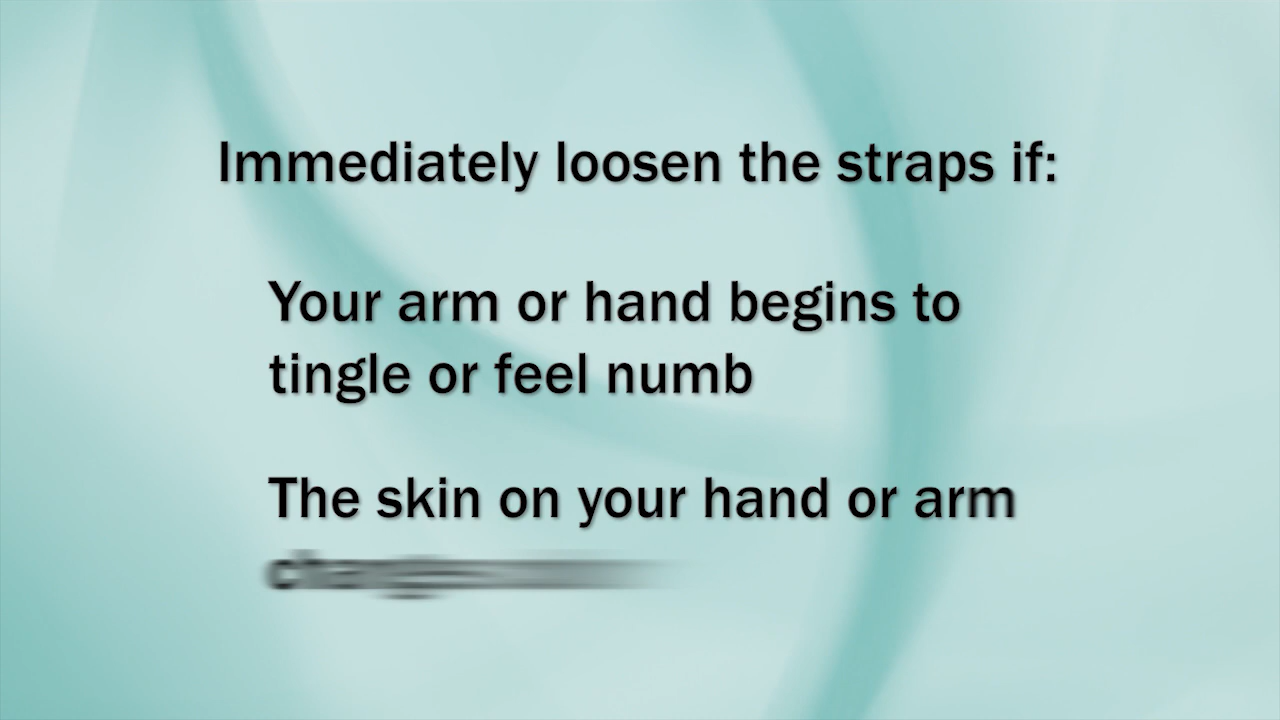 Immediately loosen the straps if:
Your arm or hand begins to
tingle or feel numb
The skin on your hand or arm